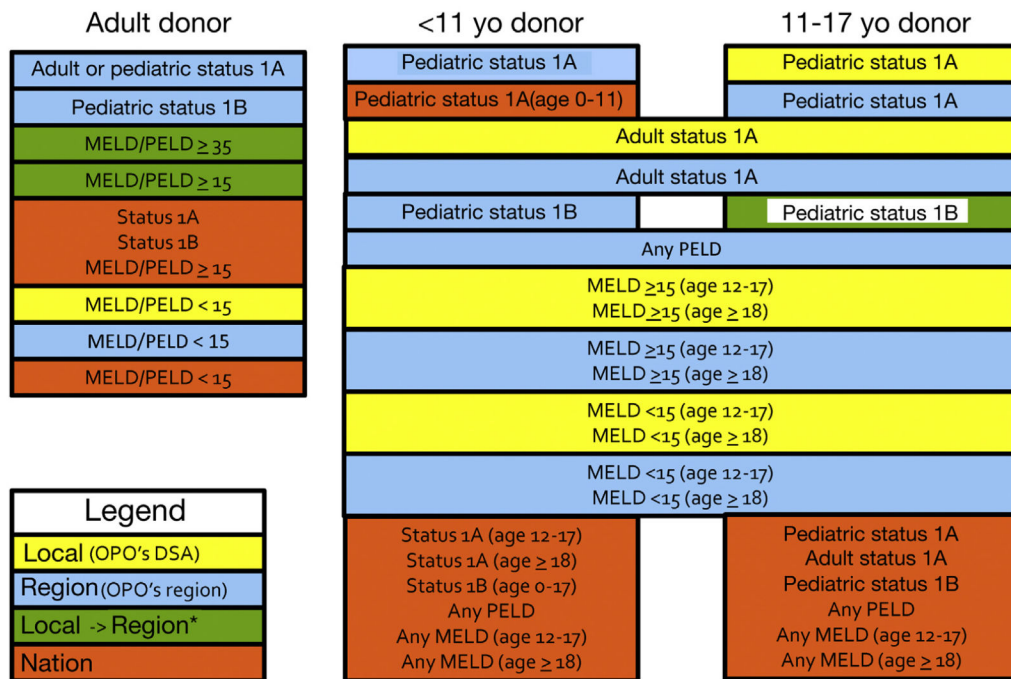 Adult donor
Adult or pediatric status 1A
Pediatric status 1B
MELD/PELD ≥ 35
MELD/PELD ≥ 15
Status 1A
Status 1B
MELD/PELD ≥ 15
MELD/PELD < 15
MELD/PELD < 15
MELD/PELD < 15
Legend
Local (OPO's DSA)
Region (OPO's region)
Local -> Region*
Nation
<11 yo donor
11-17 yo donor
Pediatric status 1A
Pediatric status 1A
Pediatric status 1A(age 0-11)
Pediatric status 1A
Adult status 1A
Adult status 1A
Pediatric status 1B
Pediatric status 1B
Any PELD
MELD ≥15 (age 12-17)
MELD ≥15 (age ≥ 18)
MELD ≥15 (age 12-17)
MELD ≥15 (age ≥ 18)
MELD <15 (age 12-17)
MELD <15 (age ≥ 18)
MELD <15 (age 12-17)
MELD <15 (age ≥ 18)
Status 1A (age 12-17)
Status 1A (age ≥ 18)
Status 1B (age 0-17)
Any PELD
Any MELD (age 12-17)
Any MELD (age ≥ 18)
Pediatric status 1A
Adult status 1A
Pediatric status 1B
Any PELD
Any MELD (age 12-17)
Any MELD (age ≥ 18)